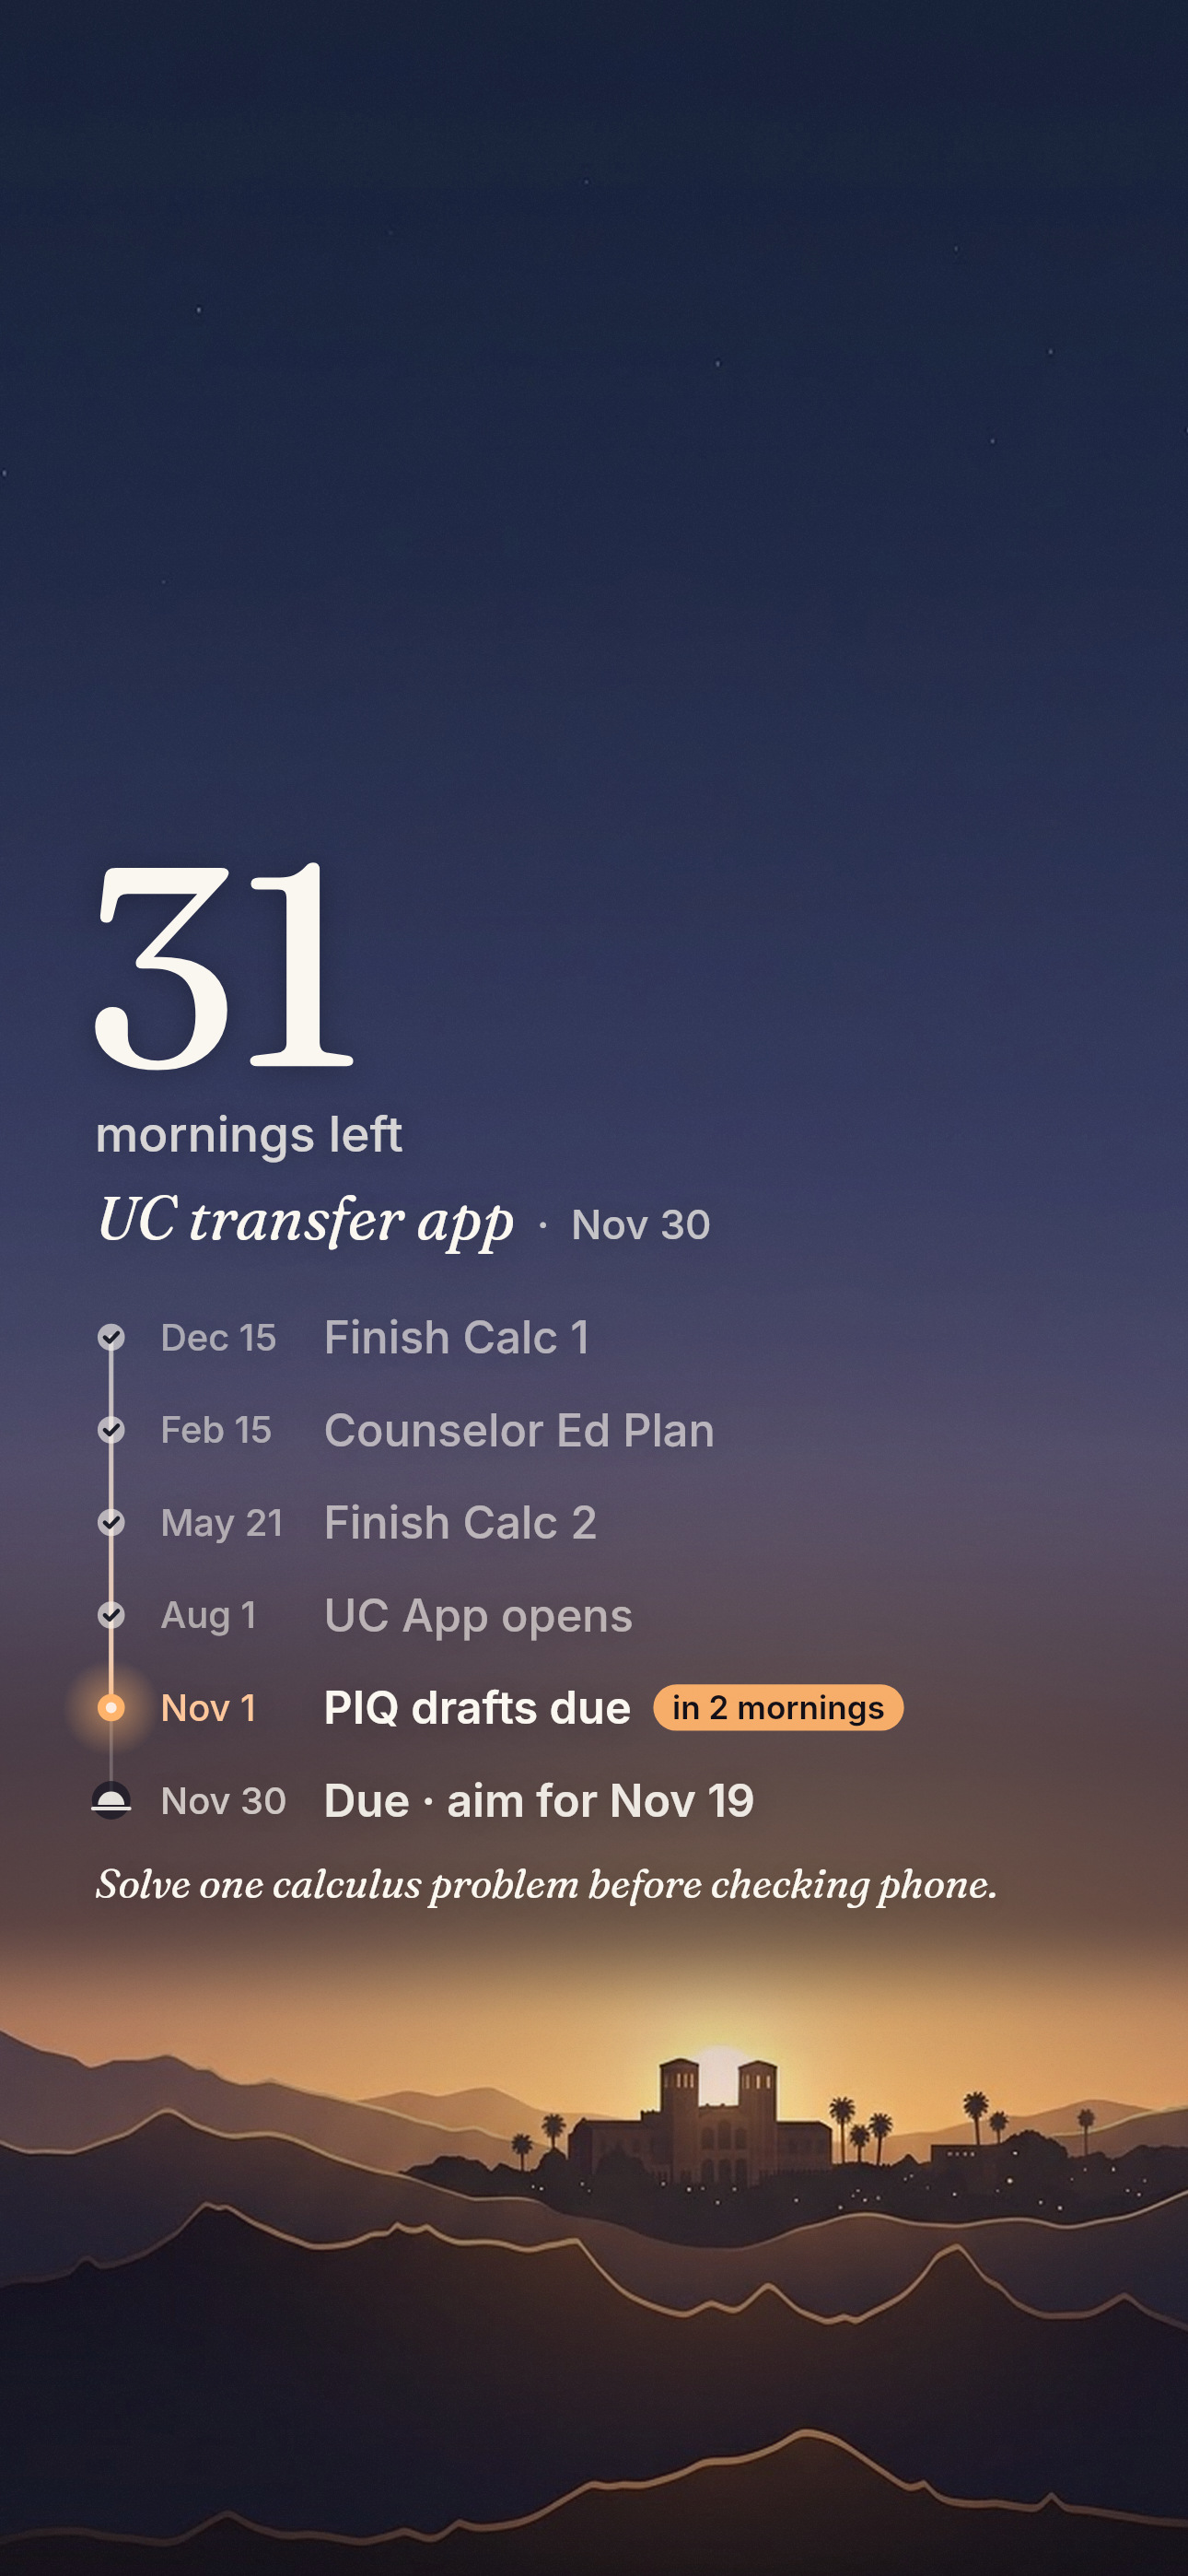 31
mornings left
UC transfer app · Nov 30
Dec 15 Finish Calc 1
Feb 15 Counselor Ed Plan
May 21 Finish Calc 2
Aug 1 UC App opens
Nov 1 PIQ drafts due in 2 mornings
Nov 30 Due · aim for Nov 19
Solve one calculus problem before checking phone.